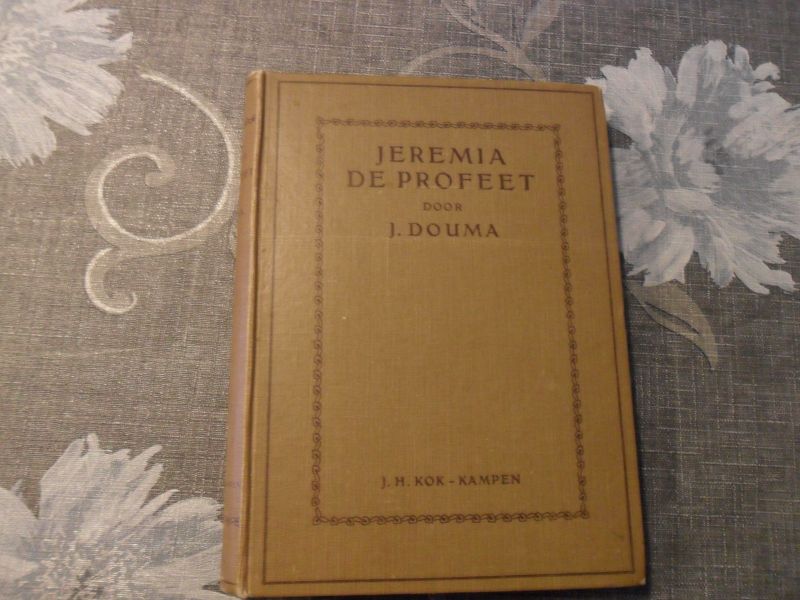 JEREMIA
DE PROFEET
DOOR
J. DOUMA
J. H. KOK - KAMPEN